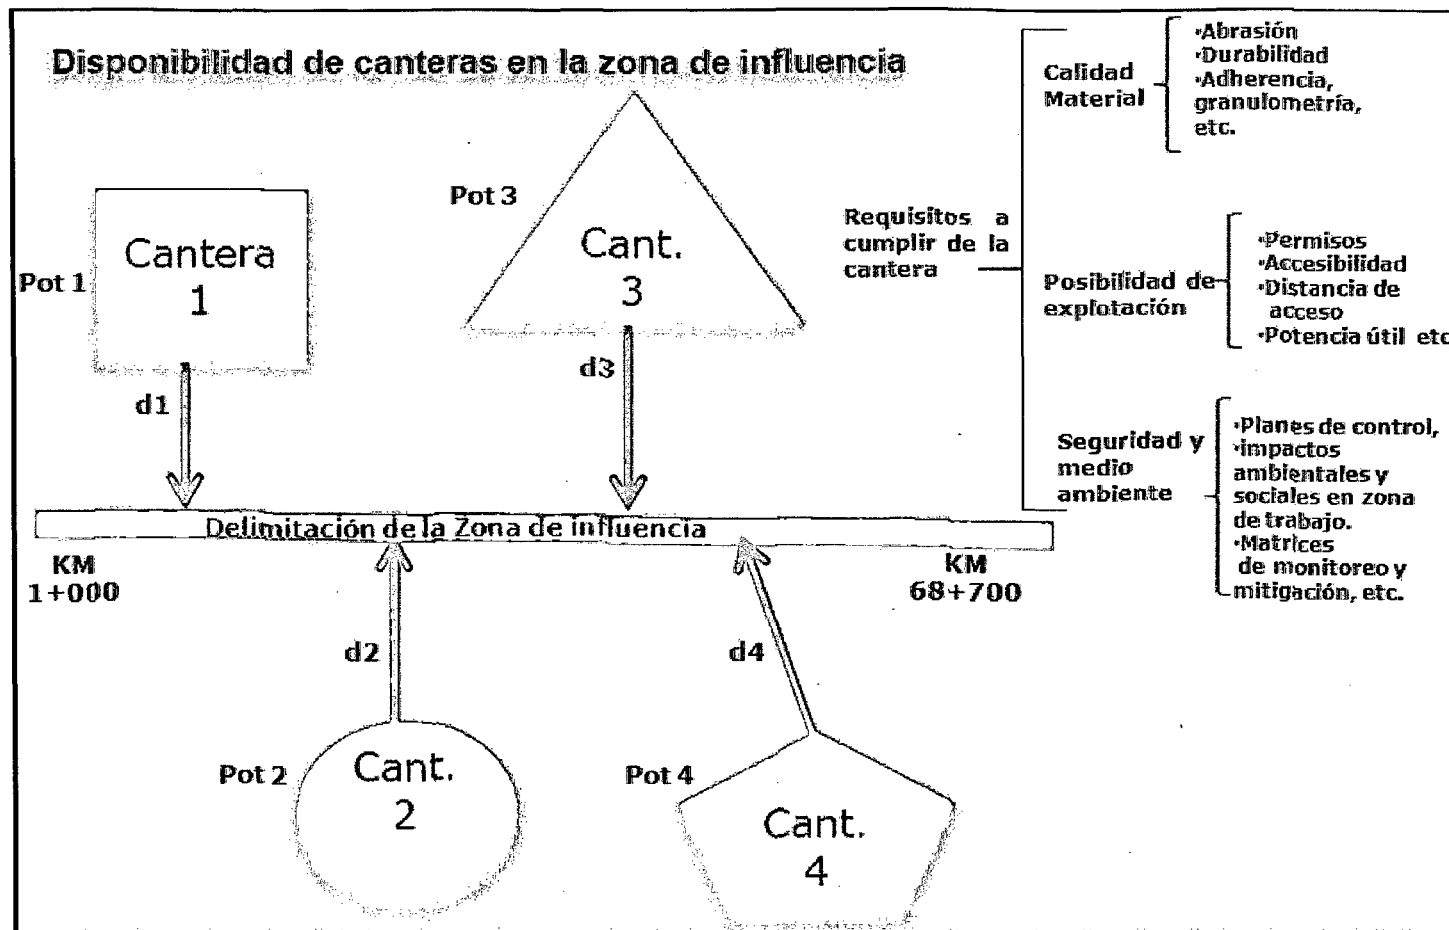 Disponibilidad de canteras en la zona de influencia
Pot 1
Cantera
1
d1
Pot 3
Cant.
3
d3
Delimitación de la Zona de influencia
KM
1+000
KM
68+700
d2
Pot 2
Cant.
2
d4
Pot 4
Cant.
4
Requisitos a
cumplir de la
cantera
Calidad
Material
•Abrasión
•Durabilidad
•Adherencia,
granulometría,
etc.
Posibilidad de
explotación
•Permisos
•Accesibilidad
•Distancia de
acceso
•Potencia útil etc
Seguridad y
medio
ambiente
•Planes de control,
•impactos
ambientales y
sociales en zona
de trabajo.
•Matrices
de monitoreo y
mitigación, etc.